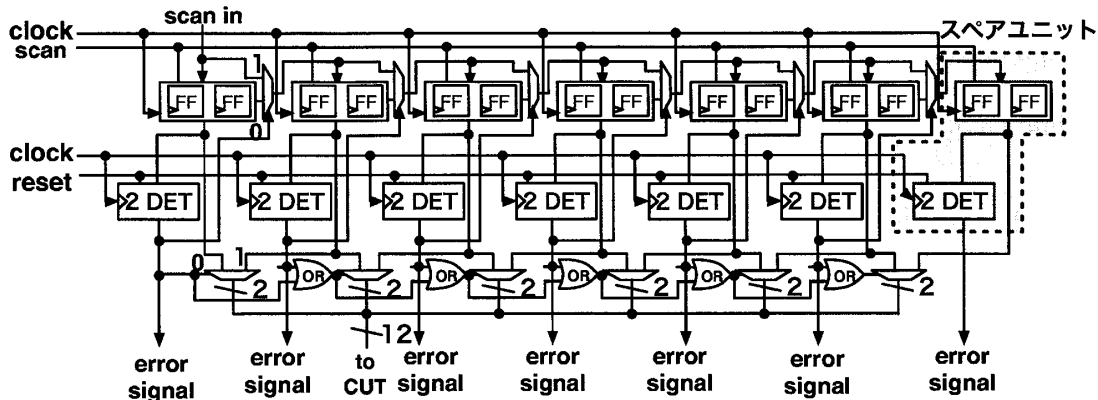 scan in
clock
scan
スペアユニット
1
FF FF FF FF FF FF FF FF FF FF FF FF FF FF
0
clock
reset
2 DET 2 DET 2 DET 2 DET 2 DET 2 DET 2 DET
0 1
OR OR OR OR OR
2 2 2 2 2 2
12
error signal
error signal
to CUT
error signal
error signal
error signal
error signal
error signal